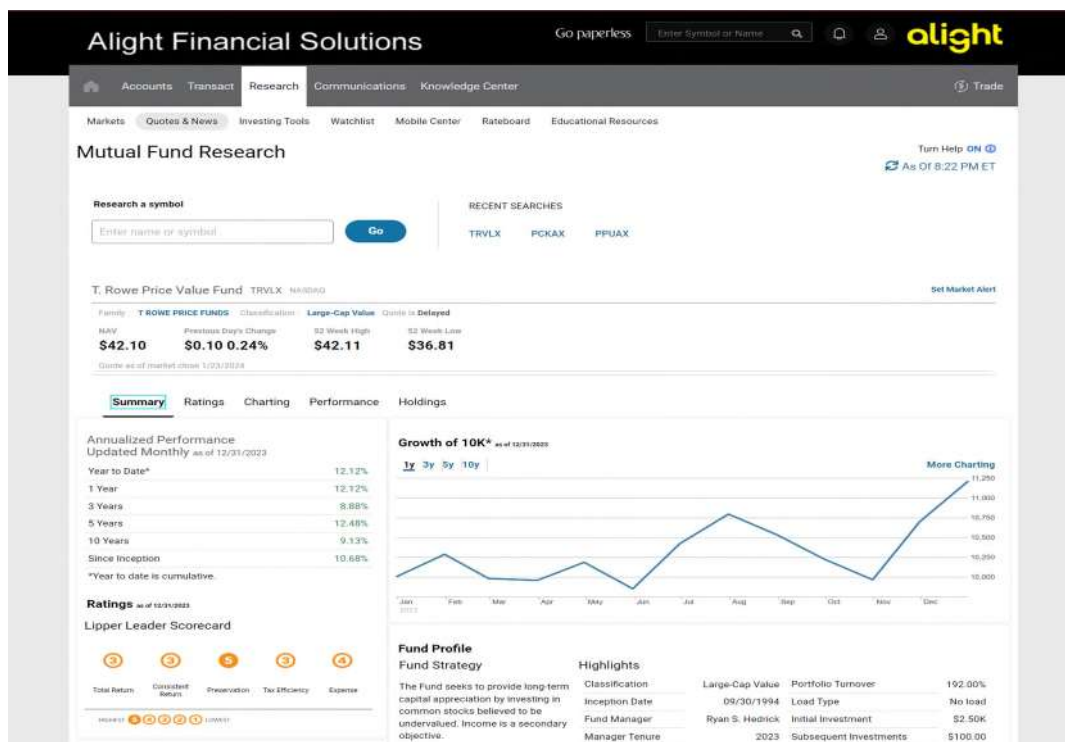 Alight Financial Solutions
Go paperless
Enter Symbol or Name
alight
Accounts Transact Research Communications Knowledge Center
Trade
Markets Quotes & News Investing Tools Watchlist Mobile Center Rateboard Educational Resources
Mutual Fund Research
Turn Help ON
As Of 8:22 PM ET
Research a symbol
RECENT SEARCHES
Enter name or symbol
Go
TRVLX PCKAX PPUAX
T. Rowe Price Value Fund TRVLX NASDAQ
Set Market Alert
Family T ROWE PRICE FUNDS Classification Large-Cap Value Quote is Delayed
NAV Previous Day's Change 52 Week High 52 Week Low
$42.10 $0.10 0.24% $42.11 $36.81
Quote as of market close 1/23/2024
Summary Ratings Charting Performance Holdings
Annualized Performance
Updated Monthly as of 12/31/2023
Year to Date* 12.12%
1 Year 12.12%
3 Years 8.88%
5 Years 12.48%
10 Years 9.13%
Since Inception 10.68%
*Year to date is cumulative.
Ratings as of 12/31/2023
Lipper Leader Scorecard
3 3 5 3 4
Total Return Consistent Return Preservation Tax Efficiency Expense
HIGHEST 5 4 3 2 1 LOWEST
Growth of 10K* as of 12/31/2023
1y 3y 5y 10y
More Charting
11,250
11,000
10,750
10,500
10,250
10,000
Jan Feb Mar Apr May Jun Jul Aug Sep Oct Nov Dec
2023
Fund Profile
Fund Strategy
The Fund seeks to provide long-term
capital appreciation by investing in
common stocks believed to be
undervalued. Income is a secondary
objective.
Highlights
Classification Large-Cap Value Portfolio Turnover 192.00%
Inception Date 09/30/1994 Load Type No load
Fund Manager Ryan S. Hedrick Initial Investment $2.50K
Manager Tenure 2023 Subsequent Investments $100.00